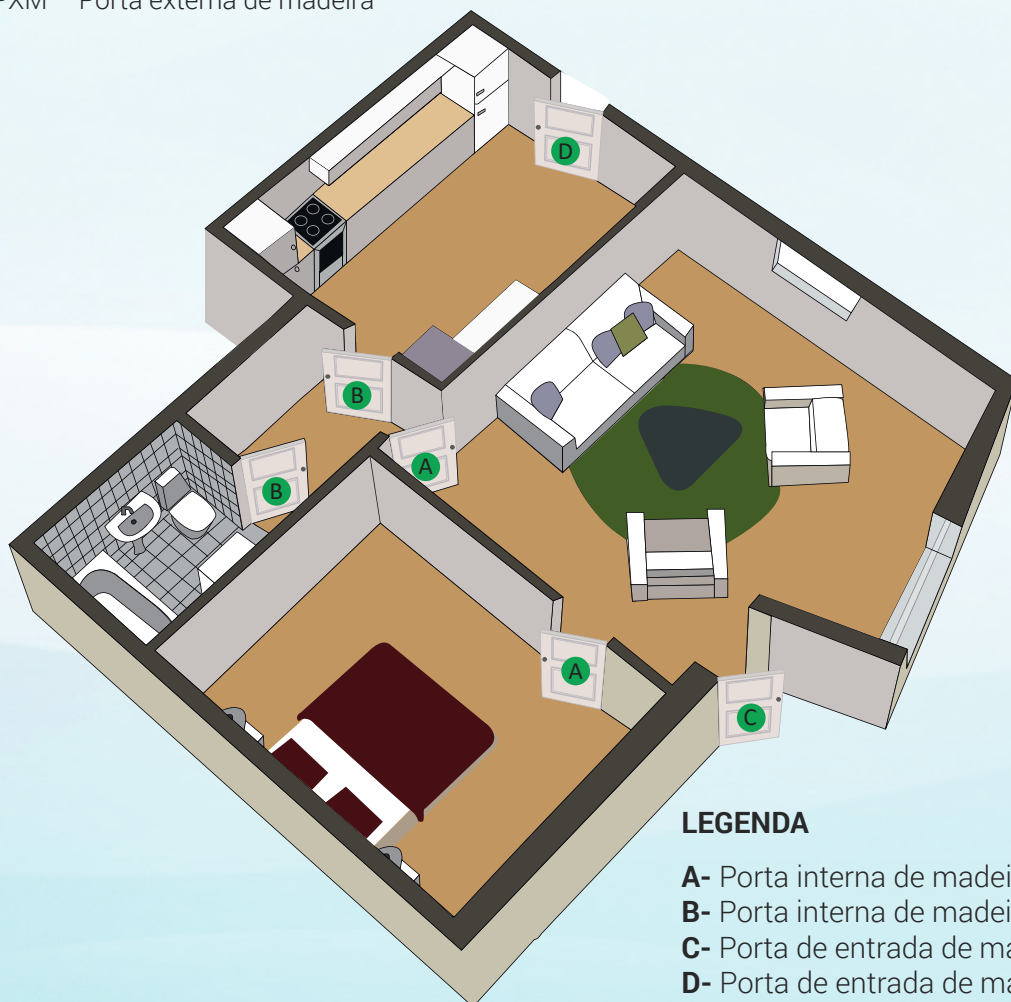 Porta externa de madeira
D
B
A
B
A
C
LEGENDA
A- Porta interna de
B- Porta interna de
C- Porta de entrada de
D- Porta de entrada de